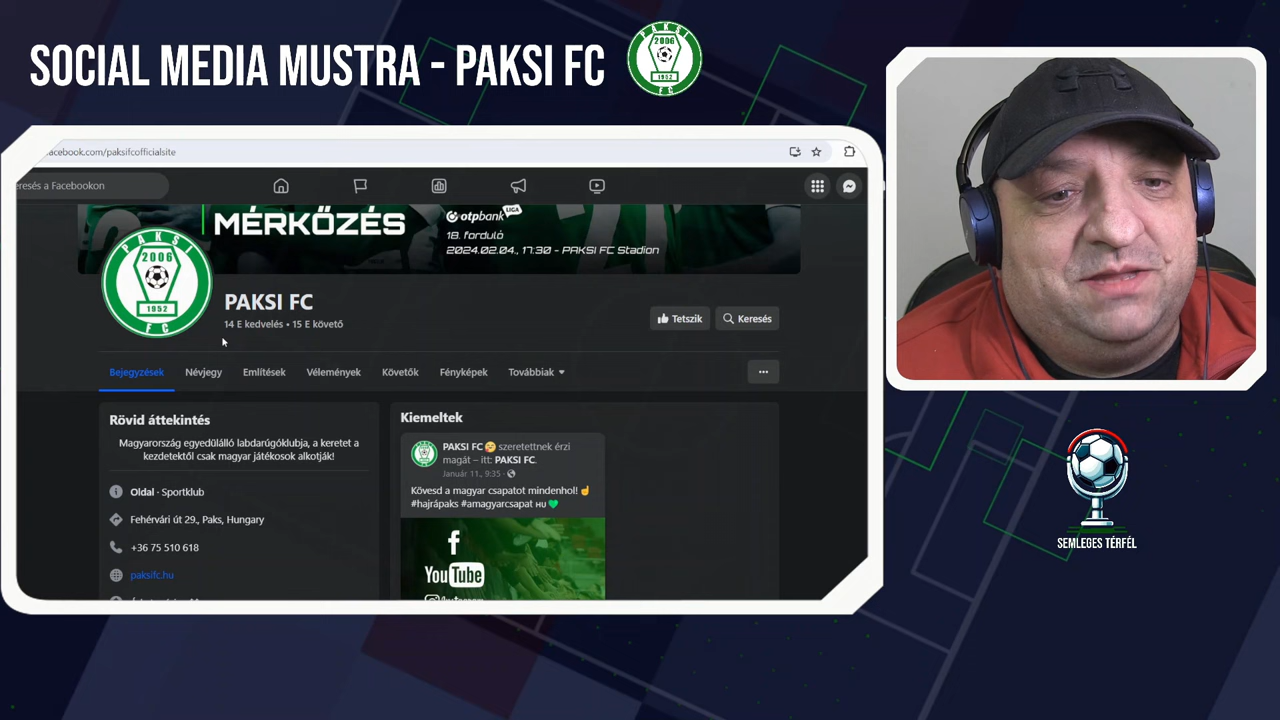 SOCIAL MEDIA MUSTRA - PAKSI FC
PAKSI
2006
1952
FC
acebook.com/paksifcofficialsite
eresés a Facebookon
MÉRKŐZÉS
otpbank LIGA
18. forduló
2024.02.04., 17:30 - PAKSI FC Stadion
PAKSI
2006
1952
FC
PAKSI FC
14 E kedvelés • 15 E követő
Tetszik
Keresés
Bejegyzések
Névjegy
Említések
Vélemények
Követők
Fényképek
Továbbiak
Rövid áttekintés
Magyarország egyedülálló labdarúgóklubja, a keretet a
kezdetektől csak magyar játékosok alkotják!
Oldal · Sportklub
Fehérvári út 29., Paks, Hungary
+36 75 510 618
paksifc.hu
Kiemeltek
PAKSI FC 🥰 szeretettnek érzi
magát – itt: PAKSI FC.
Január 11., 9:35 ·
Kövesd a magyar csapatot mindenhol! ☝
#hajrápaks #amagyarcsapat HU 💚
f
YouTube
SEMLEGES TÉRFÉL